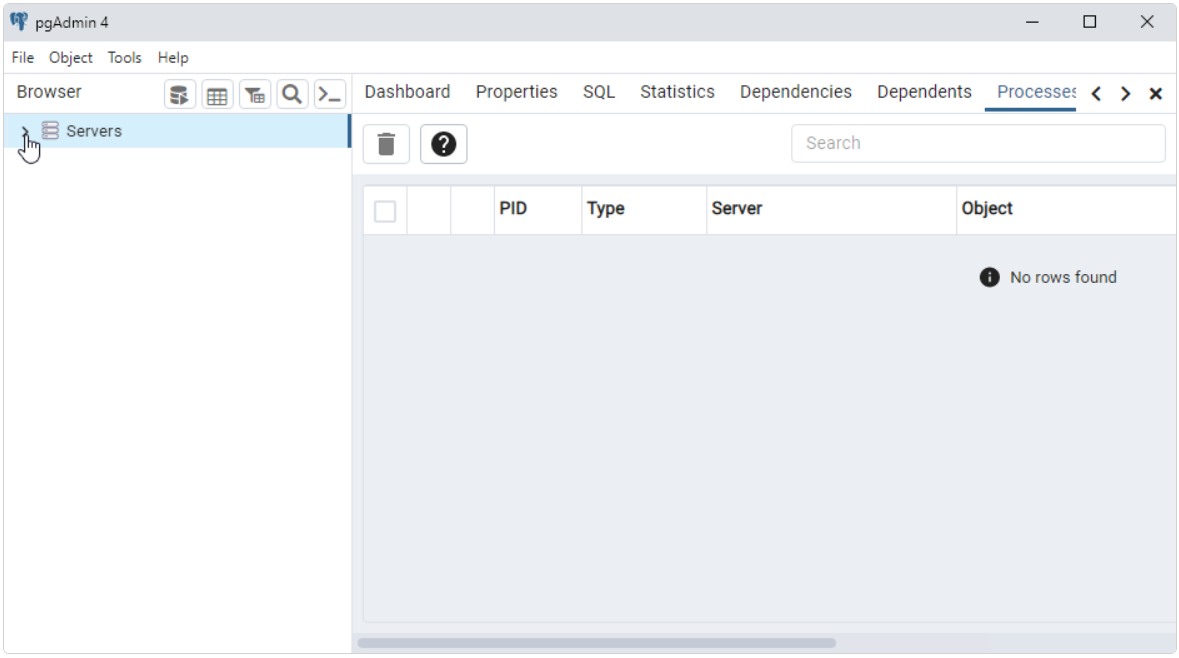 pgAdmin 4
File Object Tools Help
Browser
Dashboard Properties SQL Statistics Dependencies Dependents Processes
Servers
Search
PID Type Server Object
No rows found